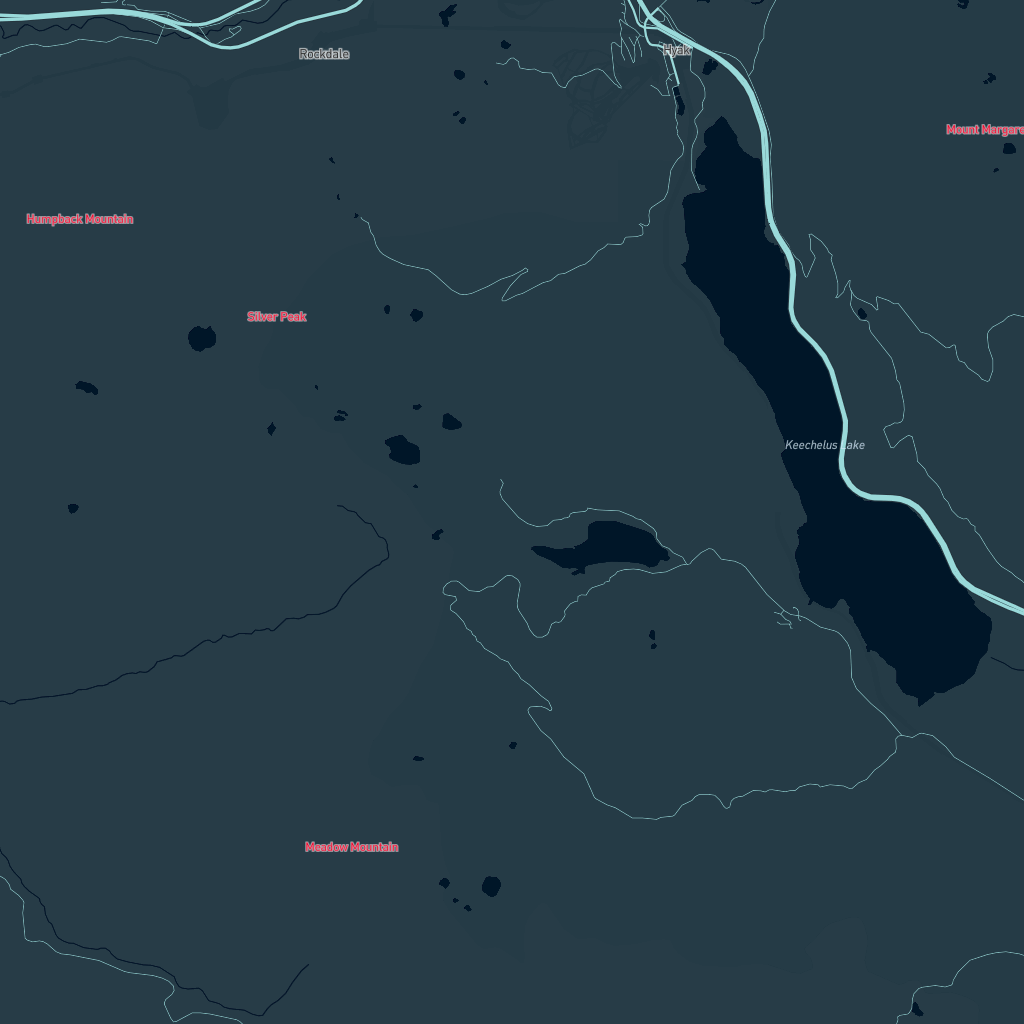 Rockdale
Hyak
Mount Margare
Humpback Mountain
Silver Peak
Keechelus Lake
Meadow Mountain